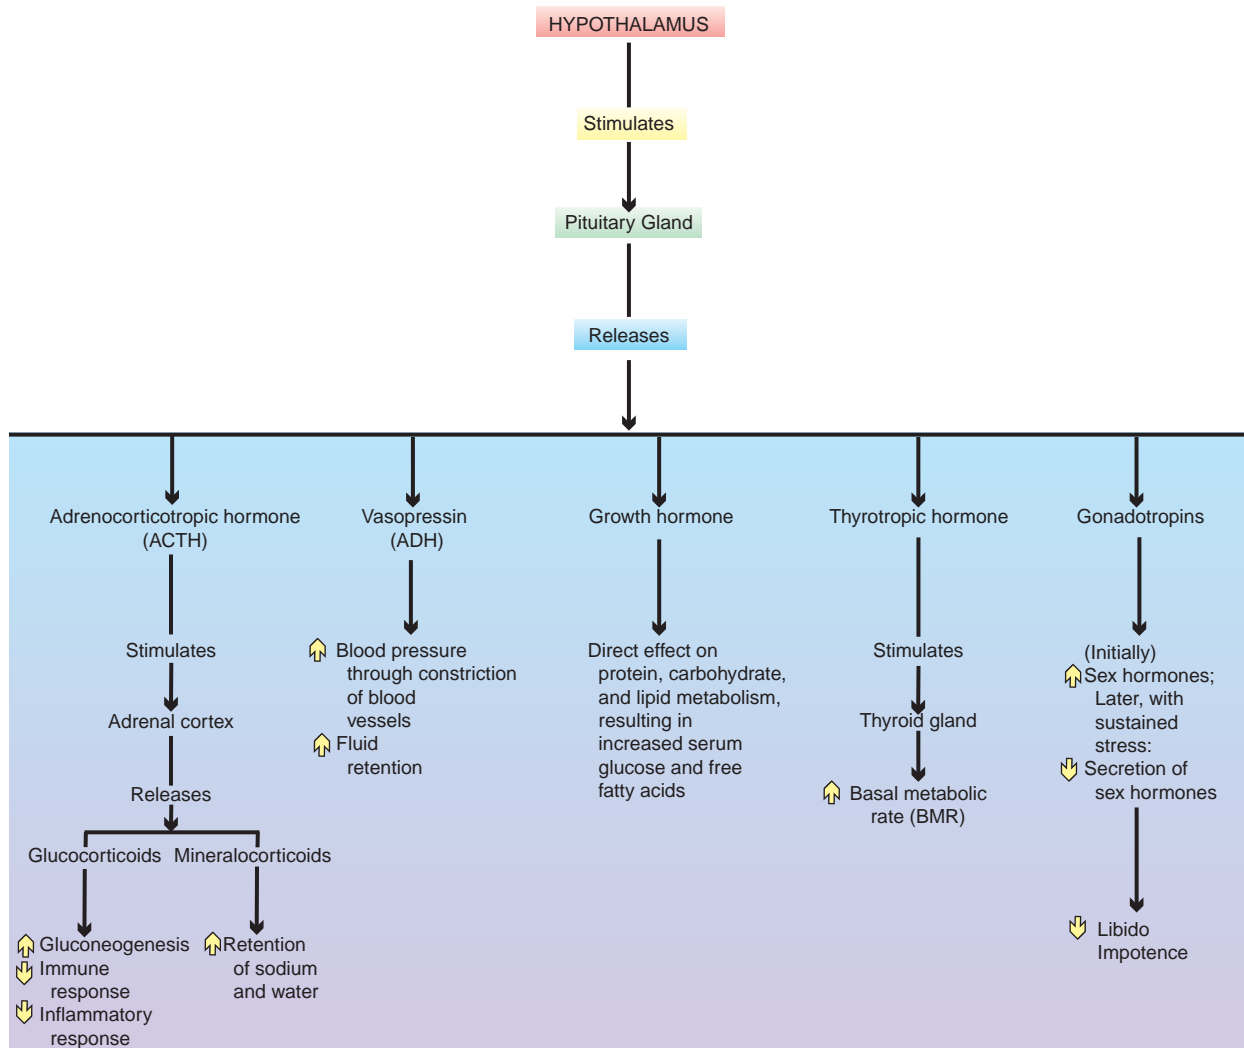 HYPOTHALAMUS
Stimulates
Pituitary Gland
Releases
Adrenocorticotropic hormone
(ACTH)
Stimulates
Adrenal cortex
Releases
Glucocorticoids
Gluconeogenesis
Immune
response
Inflammatory
response
Mineralocorticoids
Retention
of sodium
and water
Vasopressin
(ADH)
Blood pressure
through constriction
of blood
vessels
Fluid
retention
Growth hormone
Direct effect on
protein, carbohydrate,
and lipid metabolism,
resulting in
increased serum
glucose and free
fatty acids
Thyrotropic hormone
Stimulates
Thyroid gland
Basal metabolic
rate (BMR)
Gonadotropins
(Initially)
Sex hormones;
Later, with
sustained
stress:
Secretion of
sex hormones
Libido
Impotence